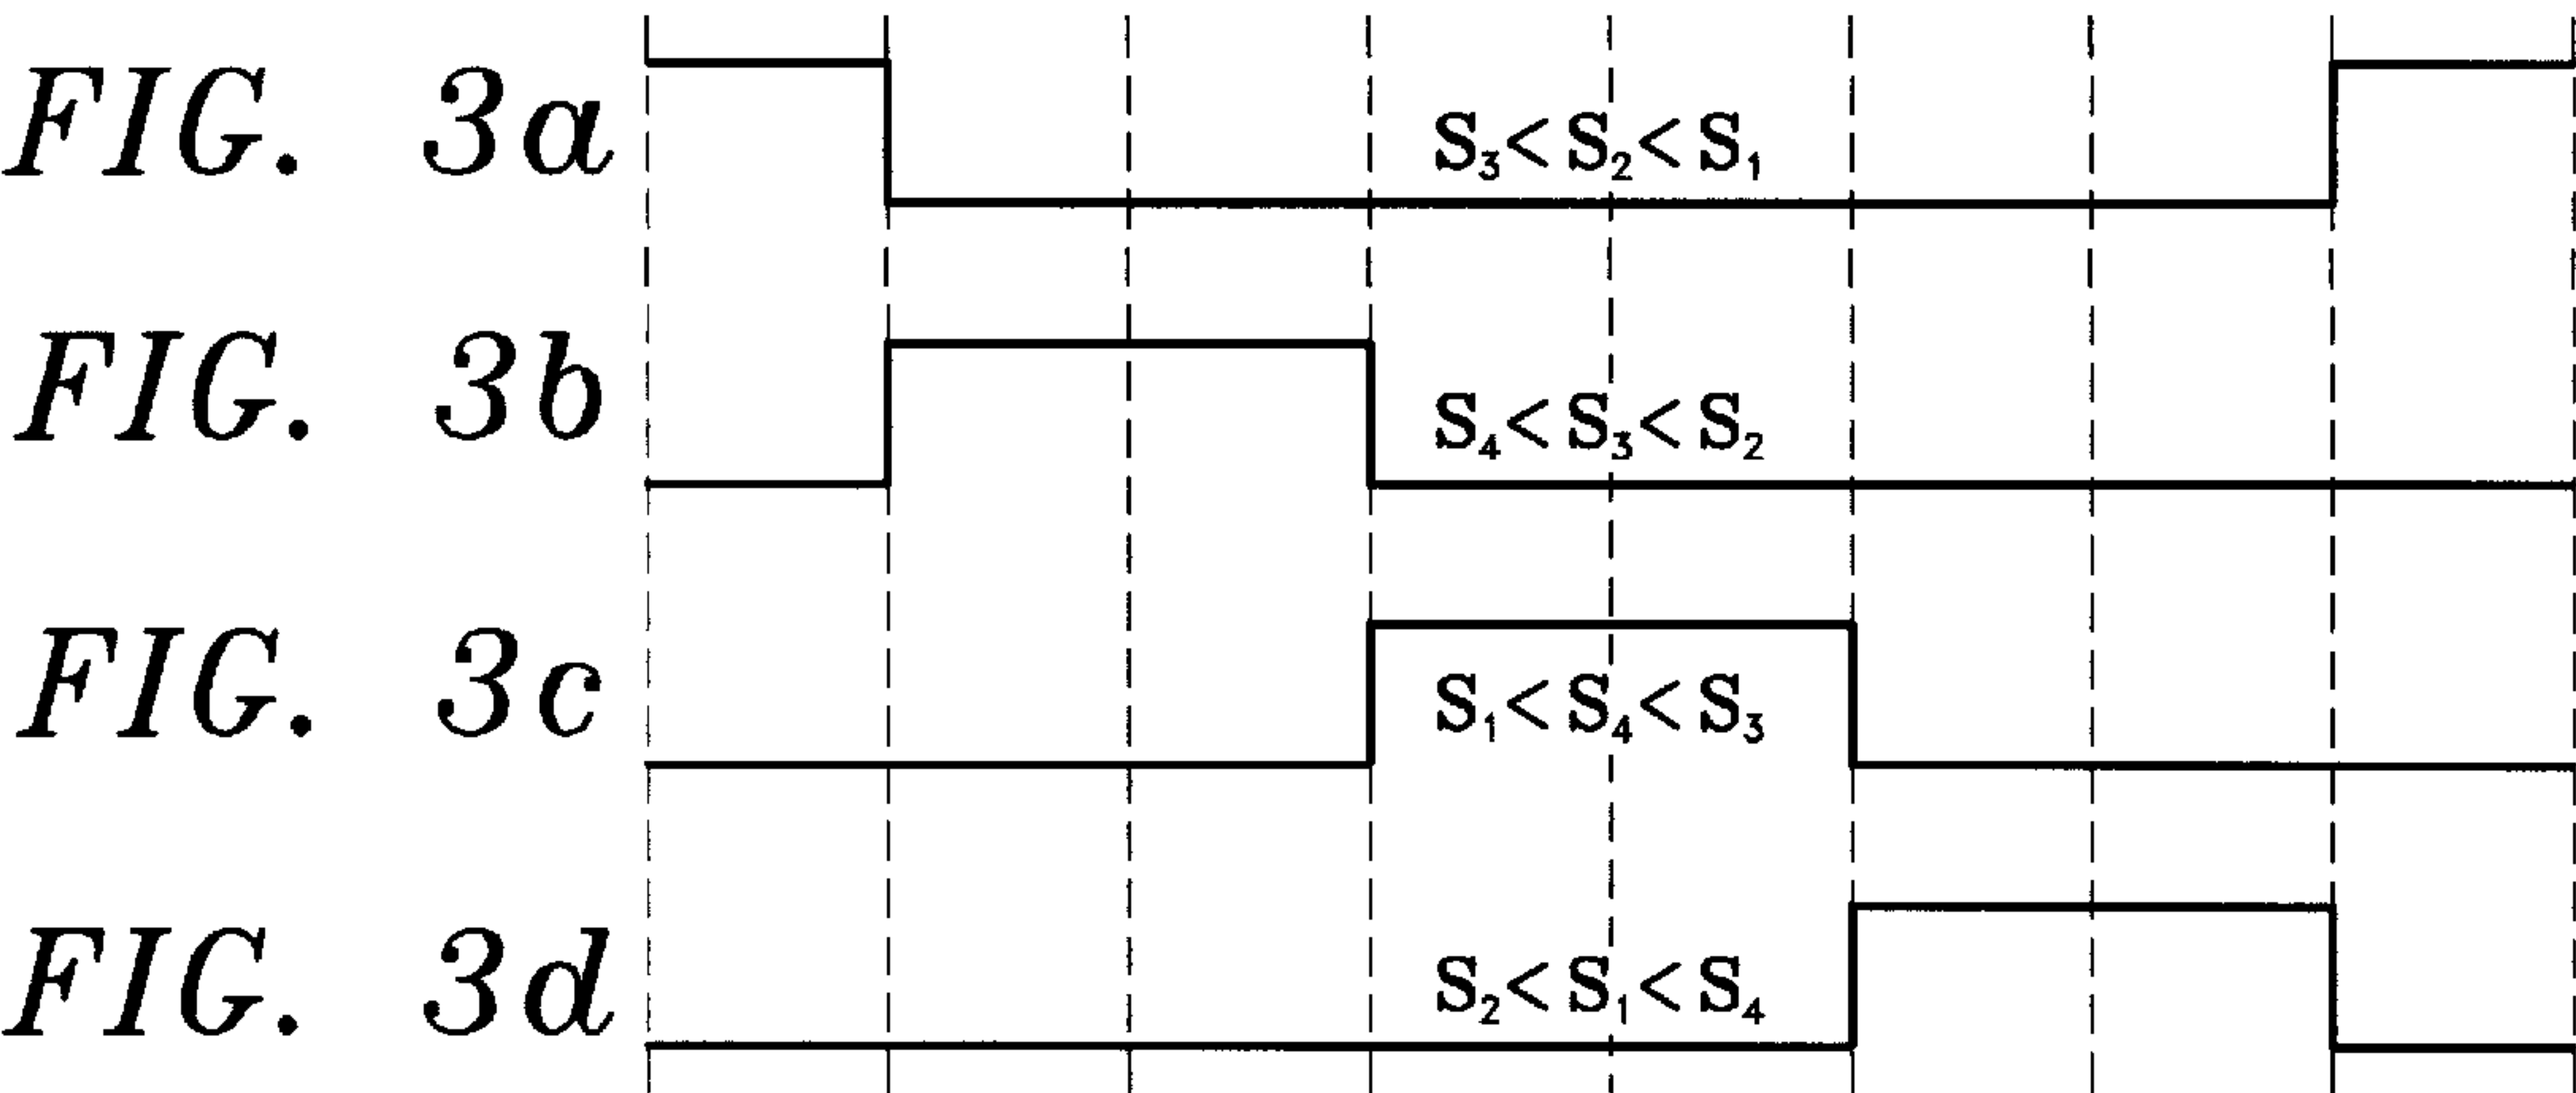 FIG. 3a
S₃<S₂<S₁
FIG. 3b
S₄<S₃<S₂
FIG. 3c
S₁<S₄<S₃
FIG. 3d
S₂<S₁<S₄